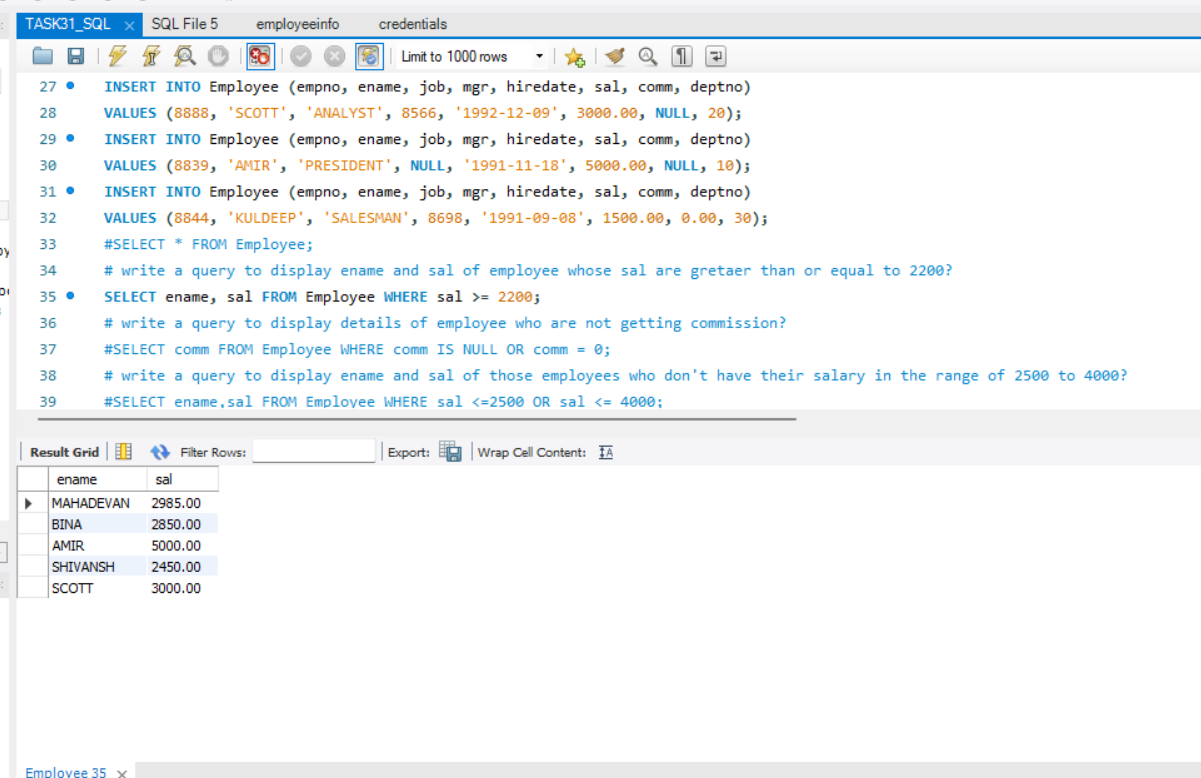 TASK31_SQL SQL File 5 employeeinfo credentials
Limit to 1000 rows
27 INSERT INTO Employee (empno, ename, job, mgr, hiredate, sal, comm, deptno)
28 VALUES (8888, 'SCOTT', 'ANALYST', 8566, '1992-12-09', 3000.00, NULL, 20);
29 INSERT INTO Employee (empno, ename, job, mgr, hiredate, sal, comm, deptno)
30 VALUES (8839, 'AMIR', 'PRESIDENT', NULL, '1991-11-18', 5000.00, NULL, 10);
31 INSERT INTO Employee (empno, ename, job, mgr, hiredate, sal, comm, deptno)
32 VALUES (8844, 'KULDEEP', 'SALESMAN', 8698, '1991-09-08', 1500.00, 0.00, 30);
33 #SELECT * FROM Employee;
34 # write a query to display ename and sal of employee whose sal are gretaer than or equal to 2200?
35 SELECT ename, sal FROM Employee WHERE sal >= 2200;
36 # write a query to display details of employee who are not getting commission?
37 #SELECT comm FROM Employee WHERE comm IS NULL OR comm = 0;
38 # write a query to display ename and sal of those employees who don't have their salary in the range of 2500 to 4000?
39 #SELECT ename,sal FROM Employee WHERE sal <=2500 OR sal <= 4000;
Result Grid Filter Rows: Export: Wrap Cell Content:
ename sal
MAHADEVAN 2985.00
BINA 2850.00
AMIR 5000.00
SHIVANSH 2450.00
SCOTT 3000.00
Employee 35